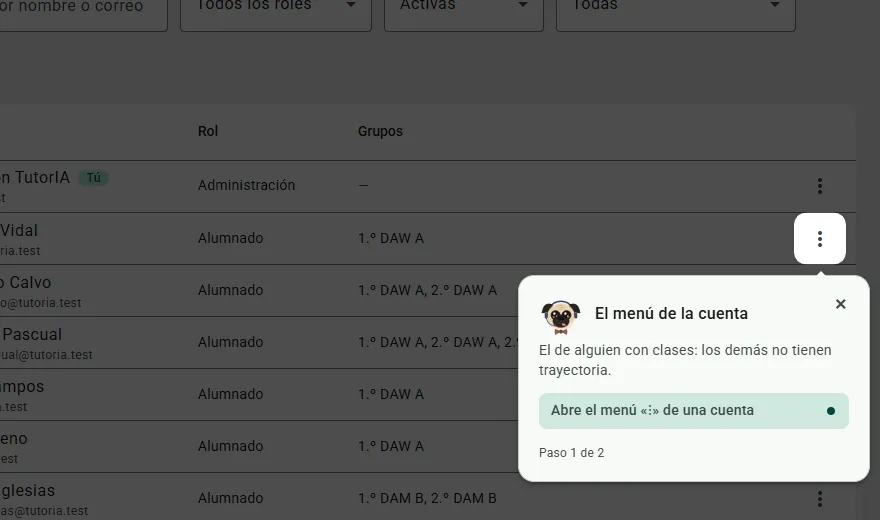 or nombre o correo
Todos los roles
Activas
Todas
Rol
Grupos
ón TutorIA Tú
st
Administración
—
Vidal
ria.test
Alumnado
1.º DAW A
o Calvo
o@tutoria.test
Alumnado
1.º DAW A, 2.º DAW A
Pascual
ual@tutoria.test
Alumnado
1.º DAW A, 2.º DAW A, 2.º
ampos
a.test
Alumnado
1.º DAW A
eno
est
Alumnado
1.º DAW A
glesias
as@tutoria.test
Alumnado
1.º DAM B, 2.º DAM B
El menú de la cuenta
El de alguien con clases: los demás no tienen
trayectoria.
Abre el menú «⋮» de una cuenta
Paso 1 de 2